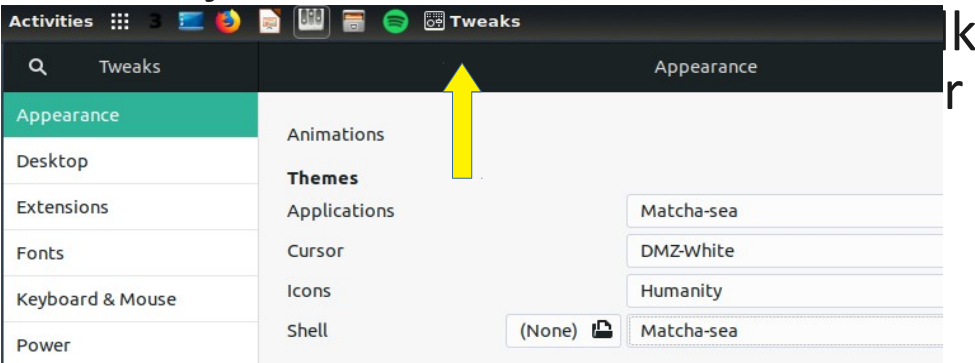 Activities 3 Tweaks
lk
Tweaks Appearance
r
Appearance
Animations
Desktop
Themes
Extensions
Applications Matcha-sea
Fonts
Cursor DMZ-White
Keyboard & Mouse
Icons Humanity
Shell (None) Matcha-sea
Power